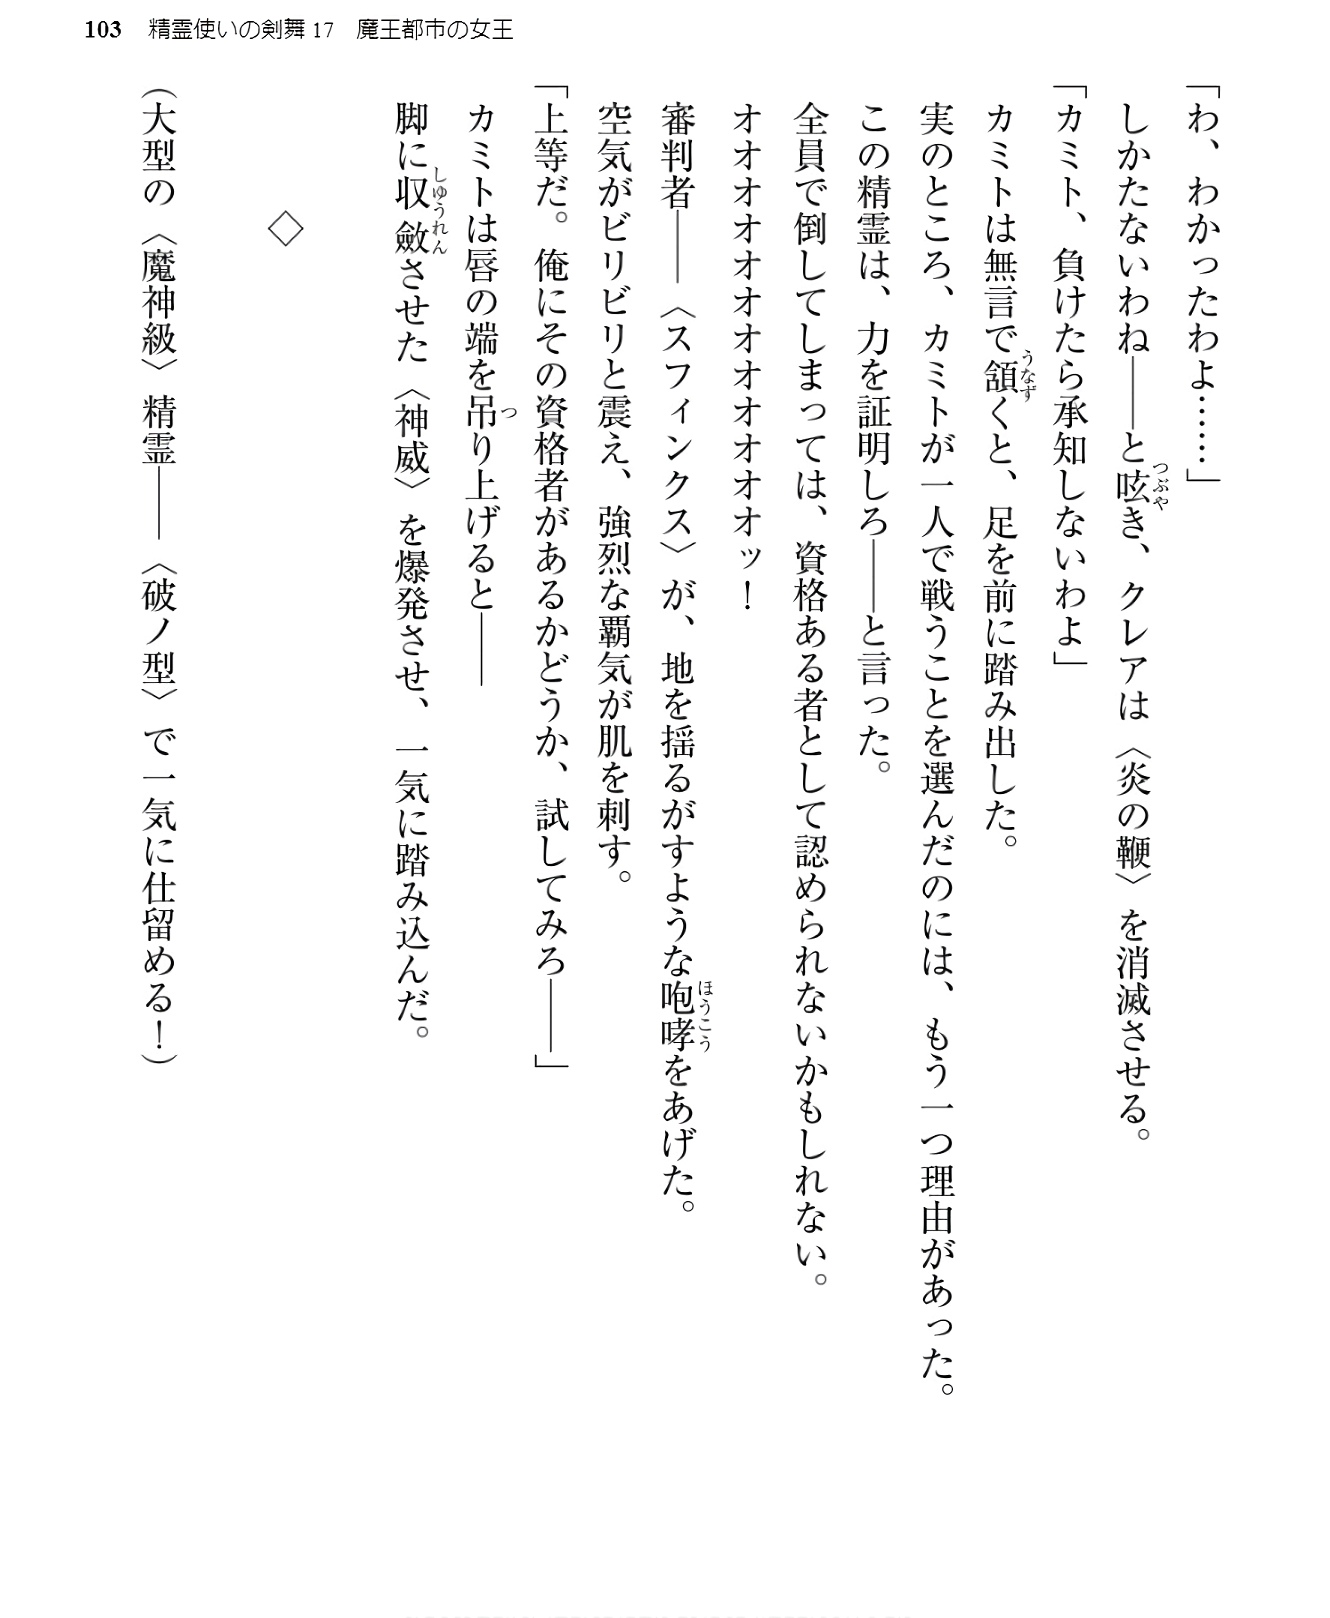 103 精霊使いの剣舞17 魔王都市の女王
「わ、わかったわよ……」
しかたないわね――と呟き、クレアは〈炎の鞭〉を消滅させる。
「カミト、負けたら承知しないわよ」
カミトは無言で頷くと、足を前に踏み出した。
実のところ、カミトが一人で戦うことを選んだのには、もう一つ理由があった。
この精霊は、力を証明しろ――と言った。
全員で倒してしまっては、資格ある者として認められないかもしれない。
オオオオオオオオオオオオッ！
審判者――〈スフィンクス〉が、地を揺るがすような咆哮をあげた。
空気がビリビリと震え、強烈な覇気が肌を刺す。
「上等だ。俺にその資格者があるかどうか、試してみろ――」
カミトは唇の端を吊り上げると――
脚に収斂させた〈神威〉を爆発させ、一気に踏み込んだ。
◇
（大型の〈魔神級〉精霊――〈破ノ型〉で一気に仕留める！）